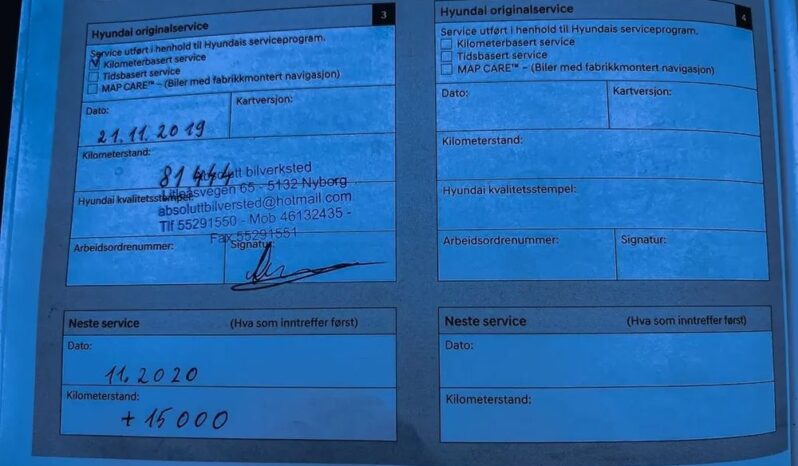 Hyundai originalservice
3
Service utført i henhold til Hyundais serviceprogram.
Kilometerbasert service
Tidsbasert service
MAP CARE™ – (Biler med fabrikkmontert navigasjon)
Dato:
Kartversjon:
21.11.2019
Kilometerstand:
81444
bilverksted
65 - 5132 Nyborg
Hyundai kvalitetsstempel:
absoluttbilversted@hotmail.com
Tlf 55291550 - Mob 46132435 -
Fax 55291551
Arbeidsordrenummer:
Signatur:
Neste service
(Hva som inntreffer først)
Dato:
11.2020
Kilometerstand:
+ 15000
Hyundai originalservice
4
Service utført i henhold til Hyundais serviceprogram.
Kilometerbasert service
Tidsbasert service
MAP CARE™ – (Biler med fabrikkmontert navigasjon)
Dato:
Kartversjon:
Kilometerstand:
Hyundai kvalitetsstempel:
Arbeidsordrenummer:
Signatur:
Neste service
(Hva som inntreffer først)
Dato:
Kilometerstand: